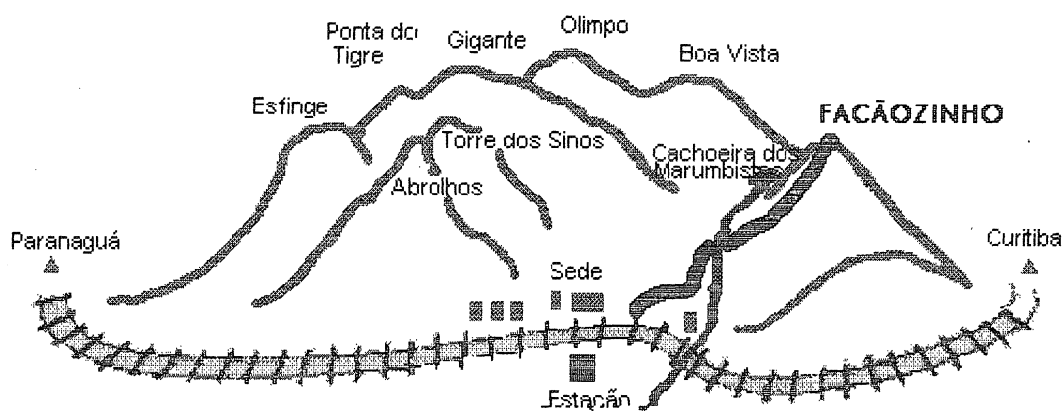 Olimpo
Ponta do
Tigre
Gigante
Boa Vista
Esfinge
FACÃOZINHO
Torre dos Sinos
Cachoeira dos
Marumbistas
Abrolhos
Paranaguá
Curitiba
Sede
Estação